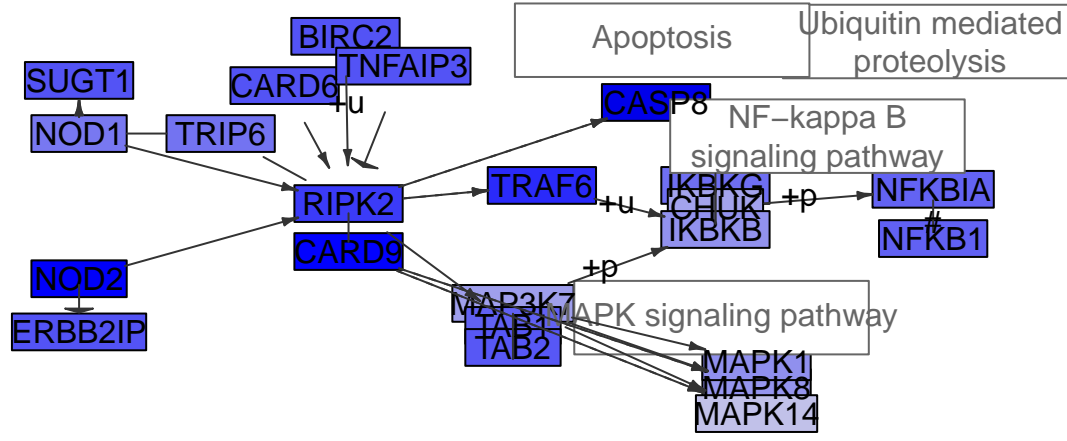 Apoptosis
Ubiquitin mediated
proteolysis
BIRC2
TNFAIP3
SUGT1
CARD6
+u
CASP8
NOD1
TRIP6
NF−kappa B
signaling pathway
RIPK2
TRAF6
+u
IKBKG
CHUK
IKBKB
+p
NFKBIA
#
NFKB1
CARD9
NOD2
+p
ERBB2IP
MAP3K7
TAB1
TAB2
MAPK signaling pathway
MAPK1
MAPK8
MAPK14